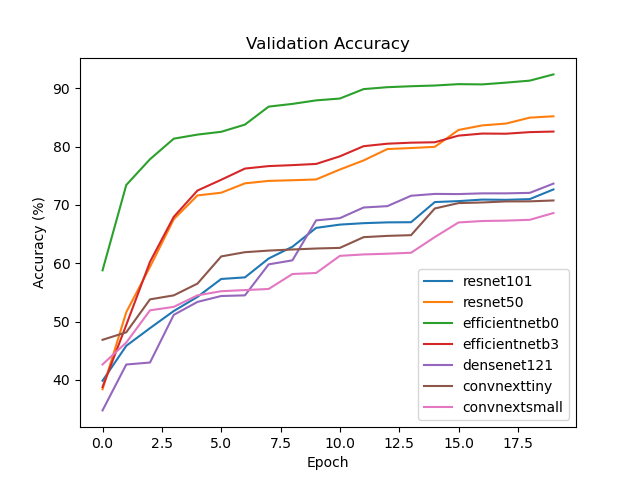 Validation Accuracy
Accuracy (%)
90
80
70
60
50
40
0.0 2.5 5.0 7.5 10.0 12.5 15.0 17.5
Epoch
resnet101
resnet50
efficientnetb0
efficientnetb3
densenet121
convnexttiny
convnextsmall